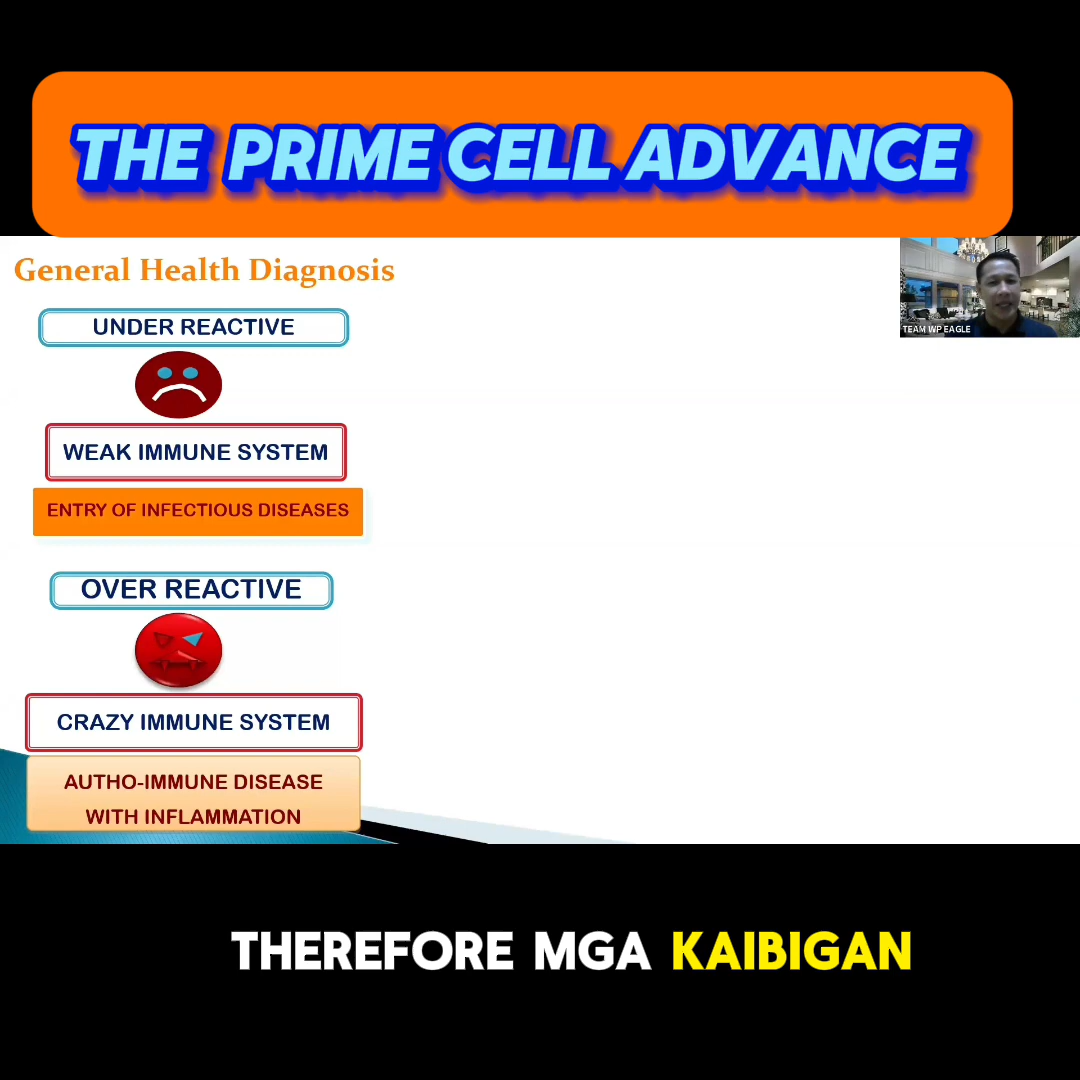 THE PRIME CELL ADVANCE
General Health Diagnosis
UNDER REACTIVE
TEAM WP EAGLE
WEAK IMMUNE SYSTEM
ENTRY OF INFECTIOUS DISEASES
OVER REACTIVE
CRAZY IMMUNE SYSTEM
AUTHO-IMMUNE DISEASE
WITH INFLAMMATION
THEREFORE MGA KAIBIGAN